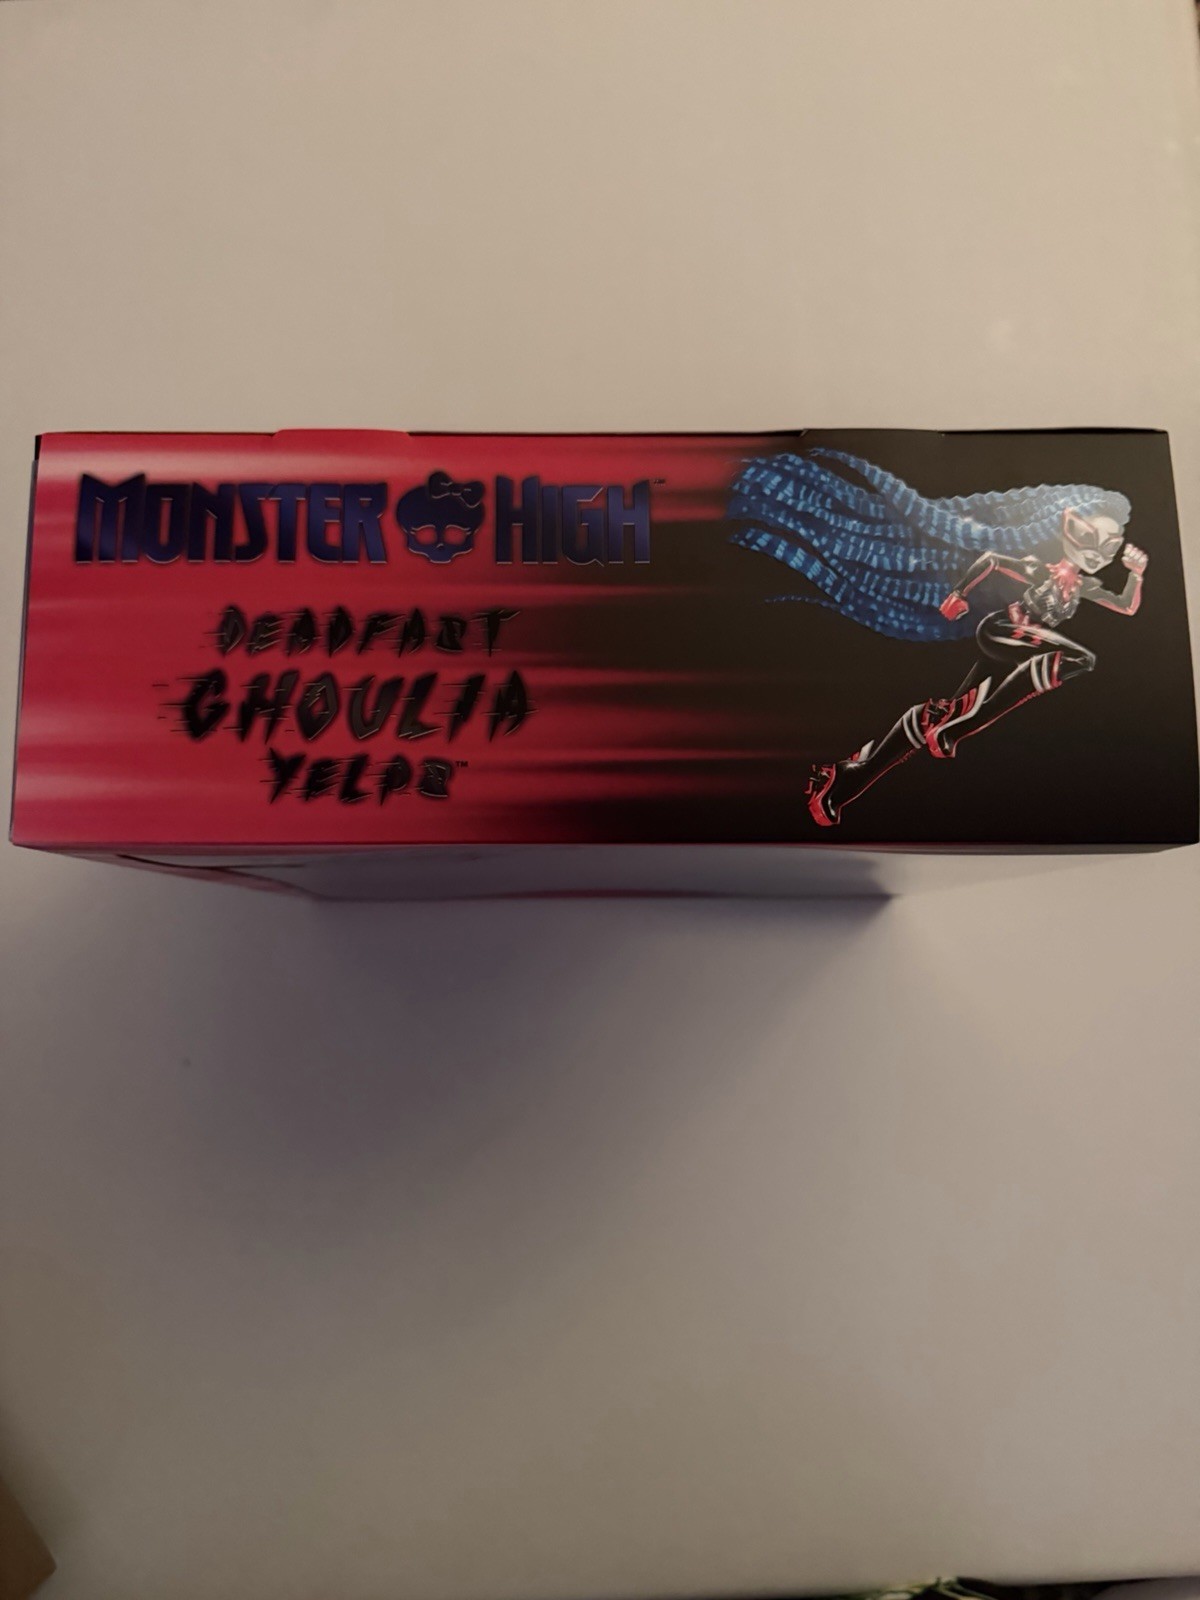 MONSTER HIGH™
DEADFAST
GHOULIA
YELPS™